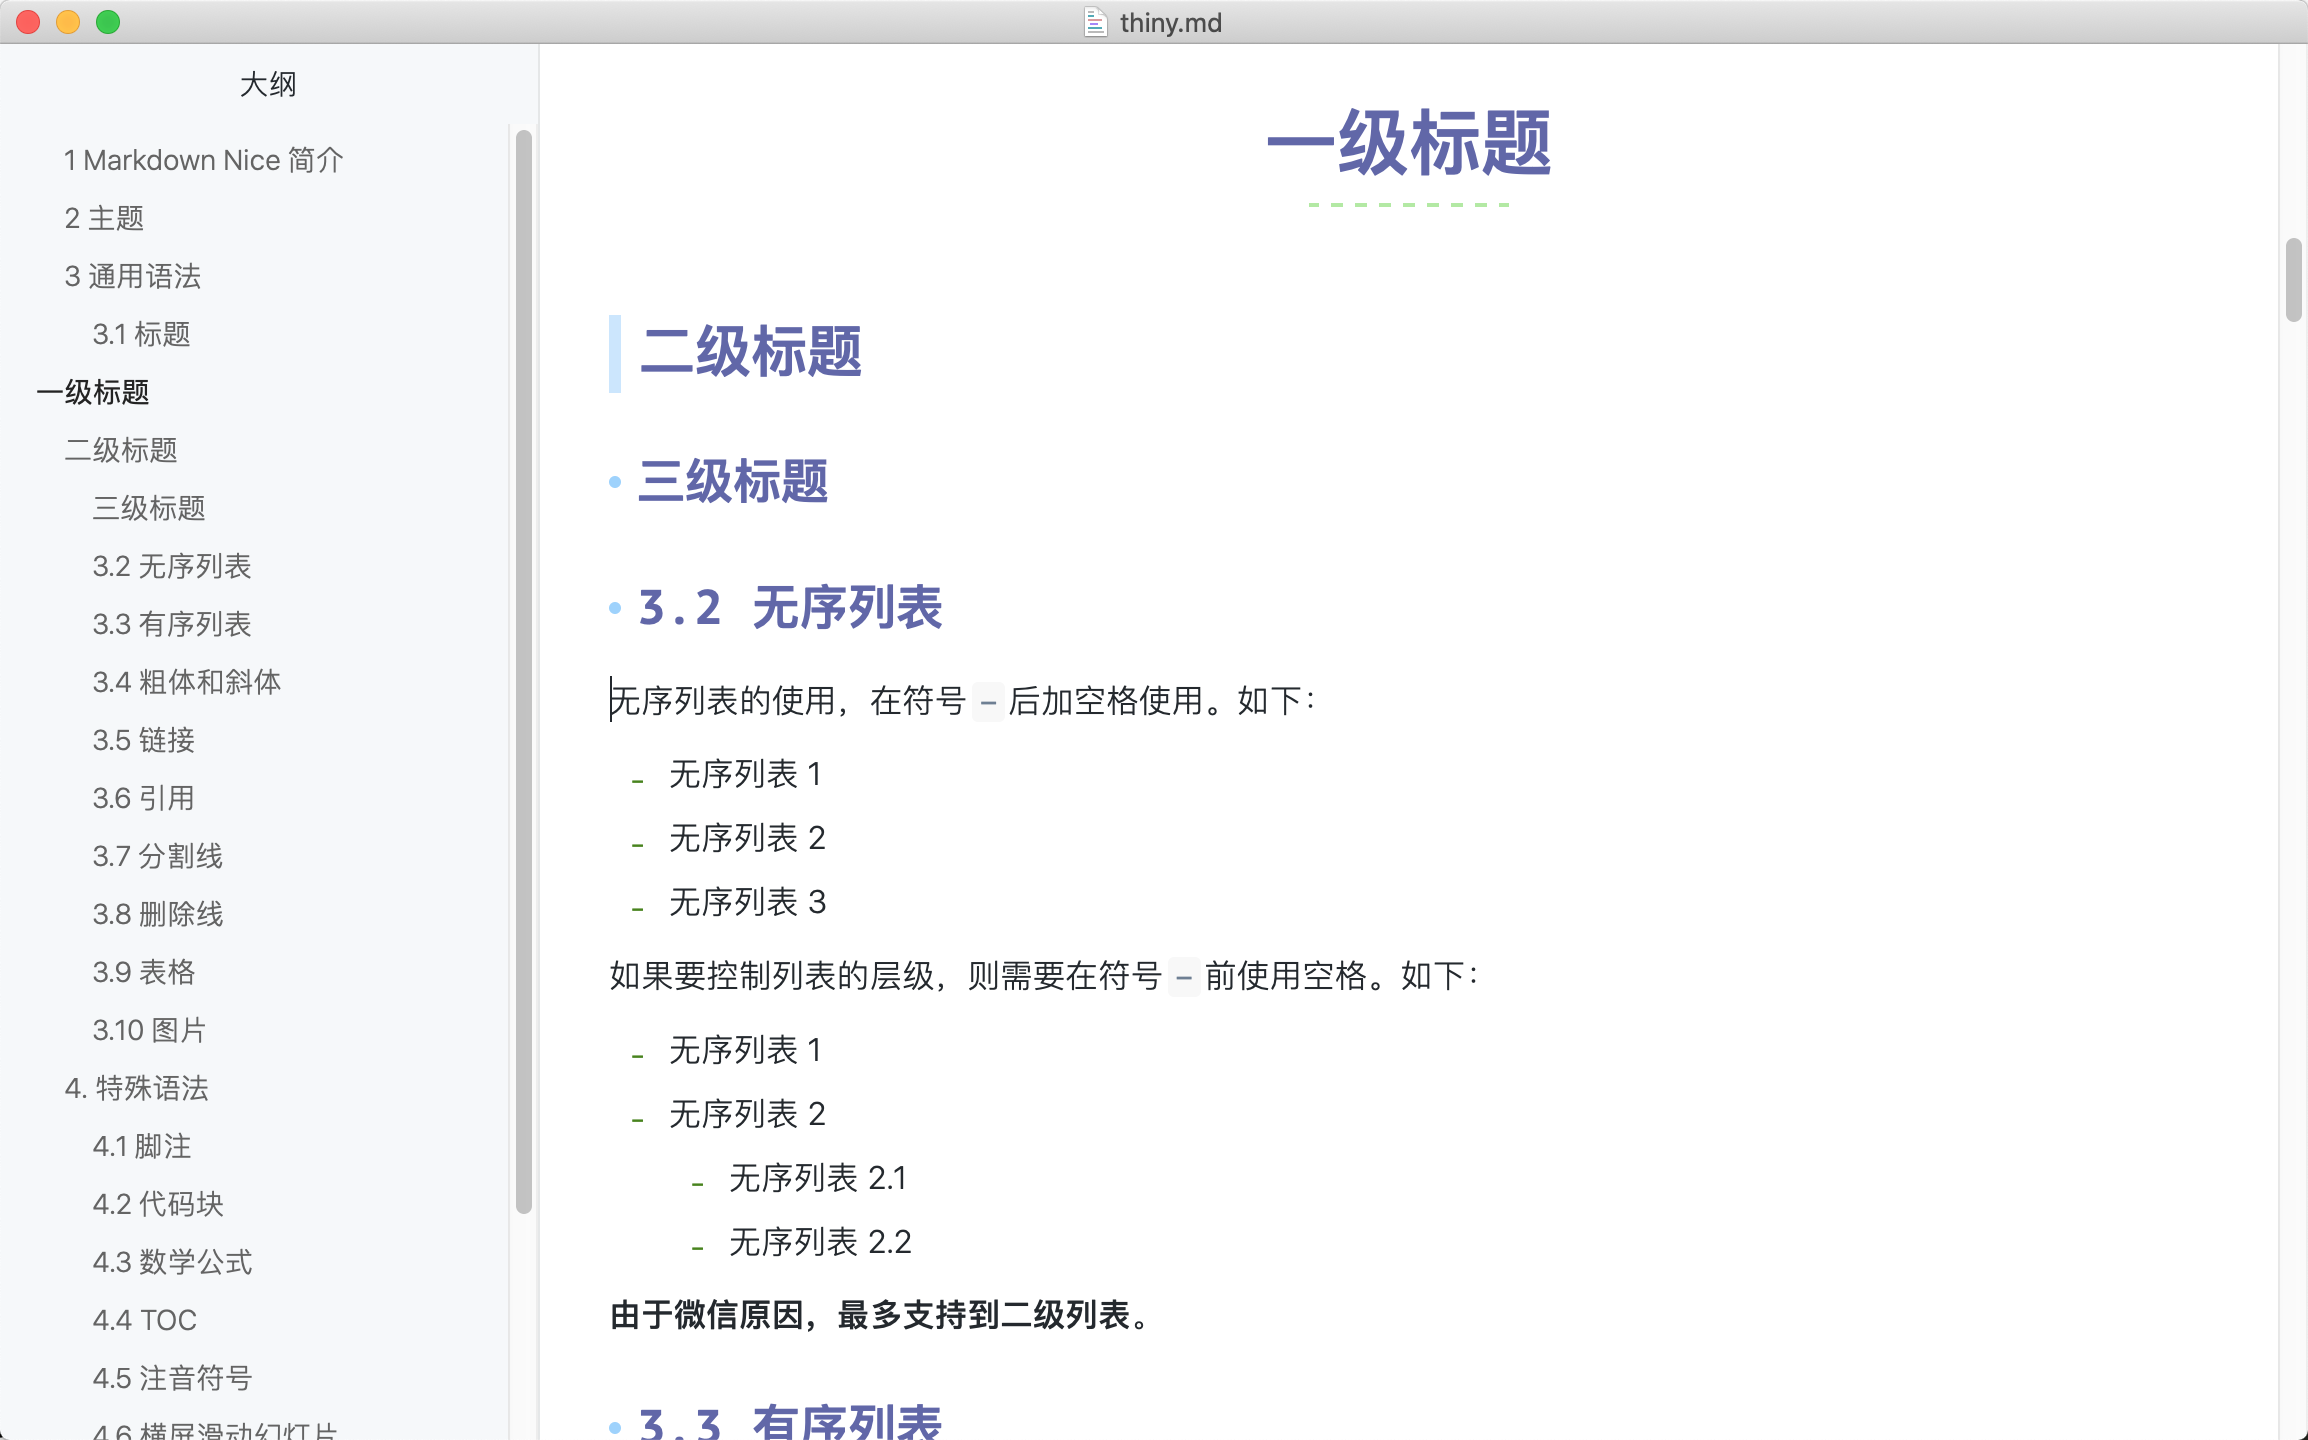 thiny.md
大纲
1 Markdown Nice 简介
2 主题
3 通用语法
3.1 标题
一级标题
二级标题
三级标题
3.2 无序列表
3.3 有序列表
3.4 粗体和斜体
3.5 链接
3.6 引用
3.7 分割线
3.8 删除线
3.9 表格
3.10 图片
4. 特殊语法
4.1 脚注
4.2 代码块
4.3 数学公式
4.4 TOC
4.5 注音符号
4.6 横屏滑动幻灯片
一级标题
二级标题
三级标题
3.2 无序列表
无序列表的使用，在符号 - 后加空格使用。如下：
- 无序列表 1
- 无序列表 2
- 无序列表 3
如果要控制列表的层级，则需要在符号 - 前使用空格。如下：
- 无序列表 1
- 无序列表 2
- 无序列表 2.1
- 无序列表 2.2
由于微信原因，最多支持到二级列表。
3.3 有序列表